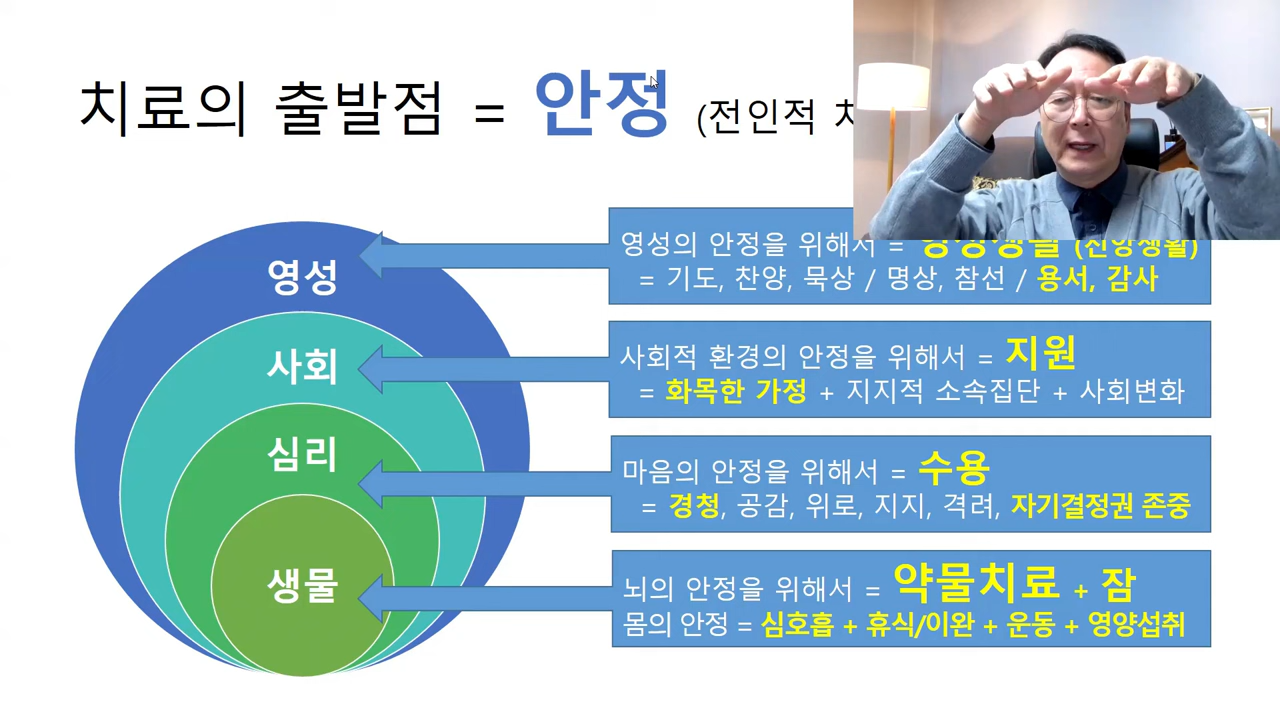 치료의 출발점 = 안정 (전인적
영성
사회
심리
생물
영성의 안정을 위해서 = (신앙생활)
= 기도, 찬양, 묵상 / 명상, 참선 / 용서, 감사
사회적 환경의 안정을 위해서 = 지원
= 화목한 가정 + 지지적 소속집단 + 사회변화
마음의 안정을 위해서 = 수용
= 경청, 공감, 위로, 지지, 격려, 자기결정권 존중
뇌의 안정을 위해서 = 약물치료 + 잠
몸의 안정 = 심호흡 + 휴식/이완 + 운동 + 영양섭취